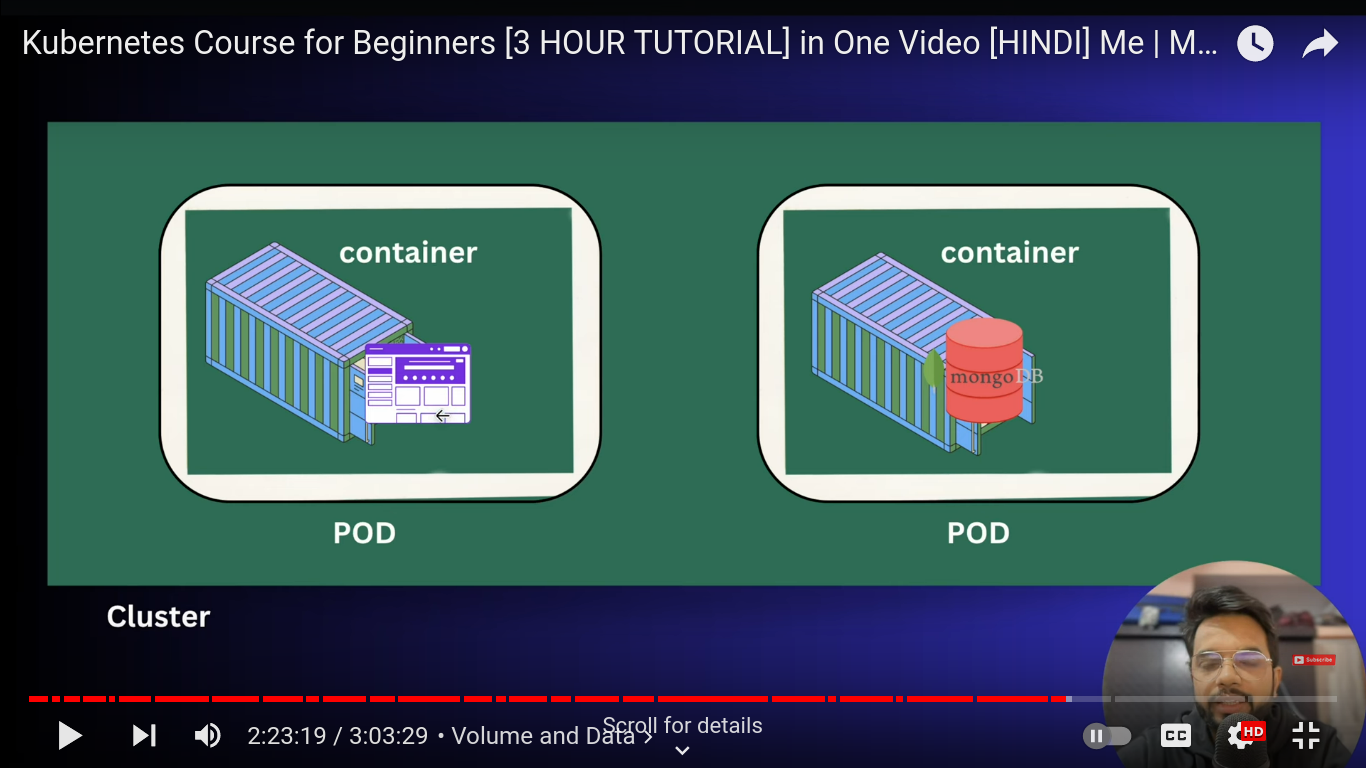 Kubernetes Course for Beginners [3 HOUR TUTORIAL] in One Video [HINDI] Me | M...
container
container
mongoDB
POD
POD
Cluster
Subscribe
Scroll for details
2:23:19 / 3:03:29 • Volume and Data
CC
HD